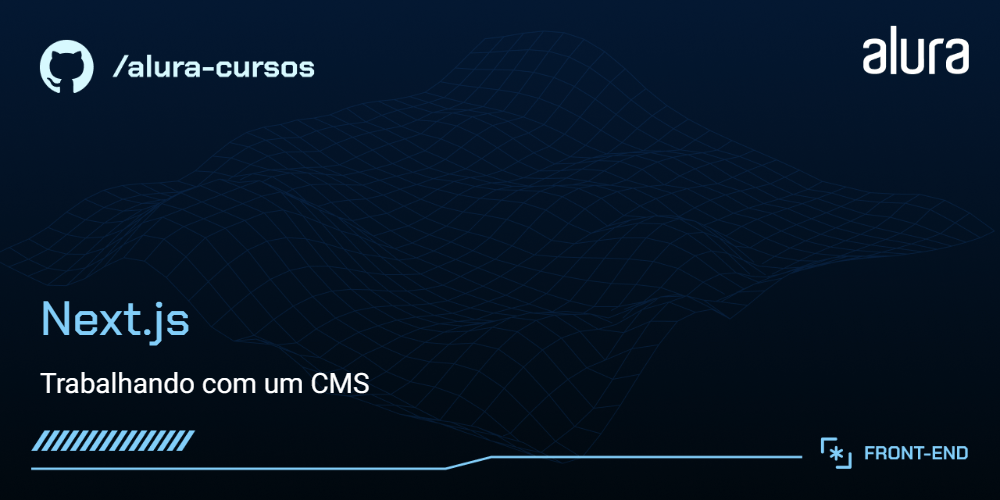 /alura-cursos
alura
Next.js
Trabalhando com um CMS
FRONT-END